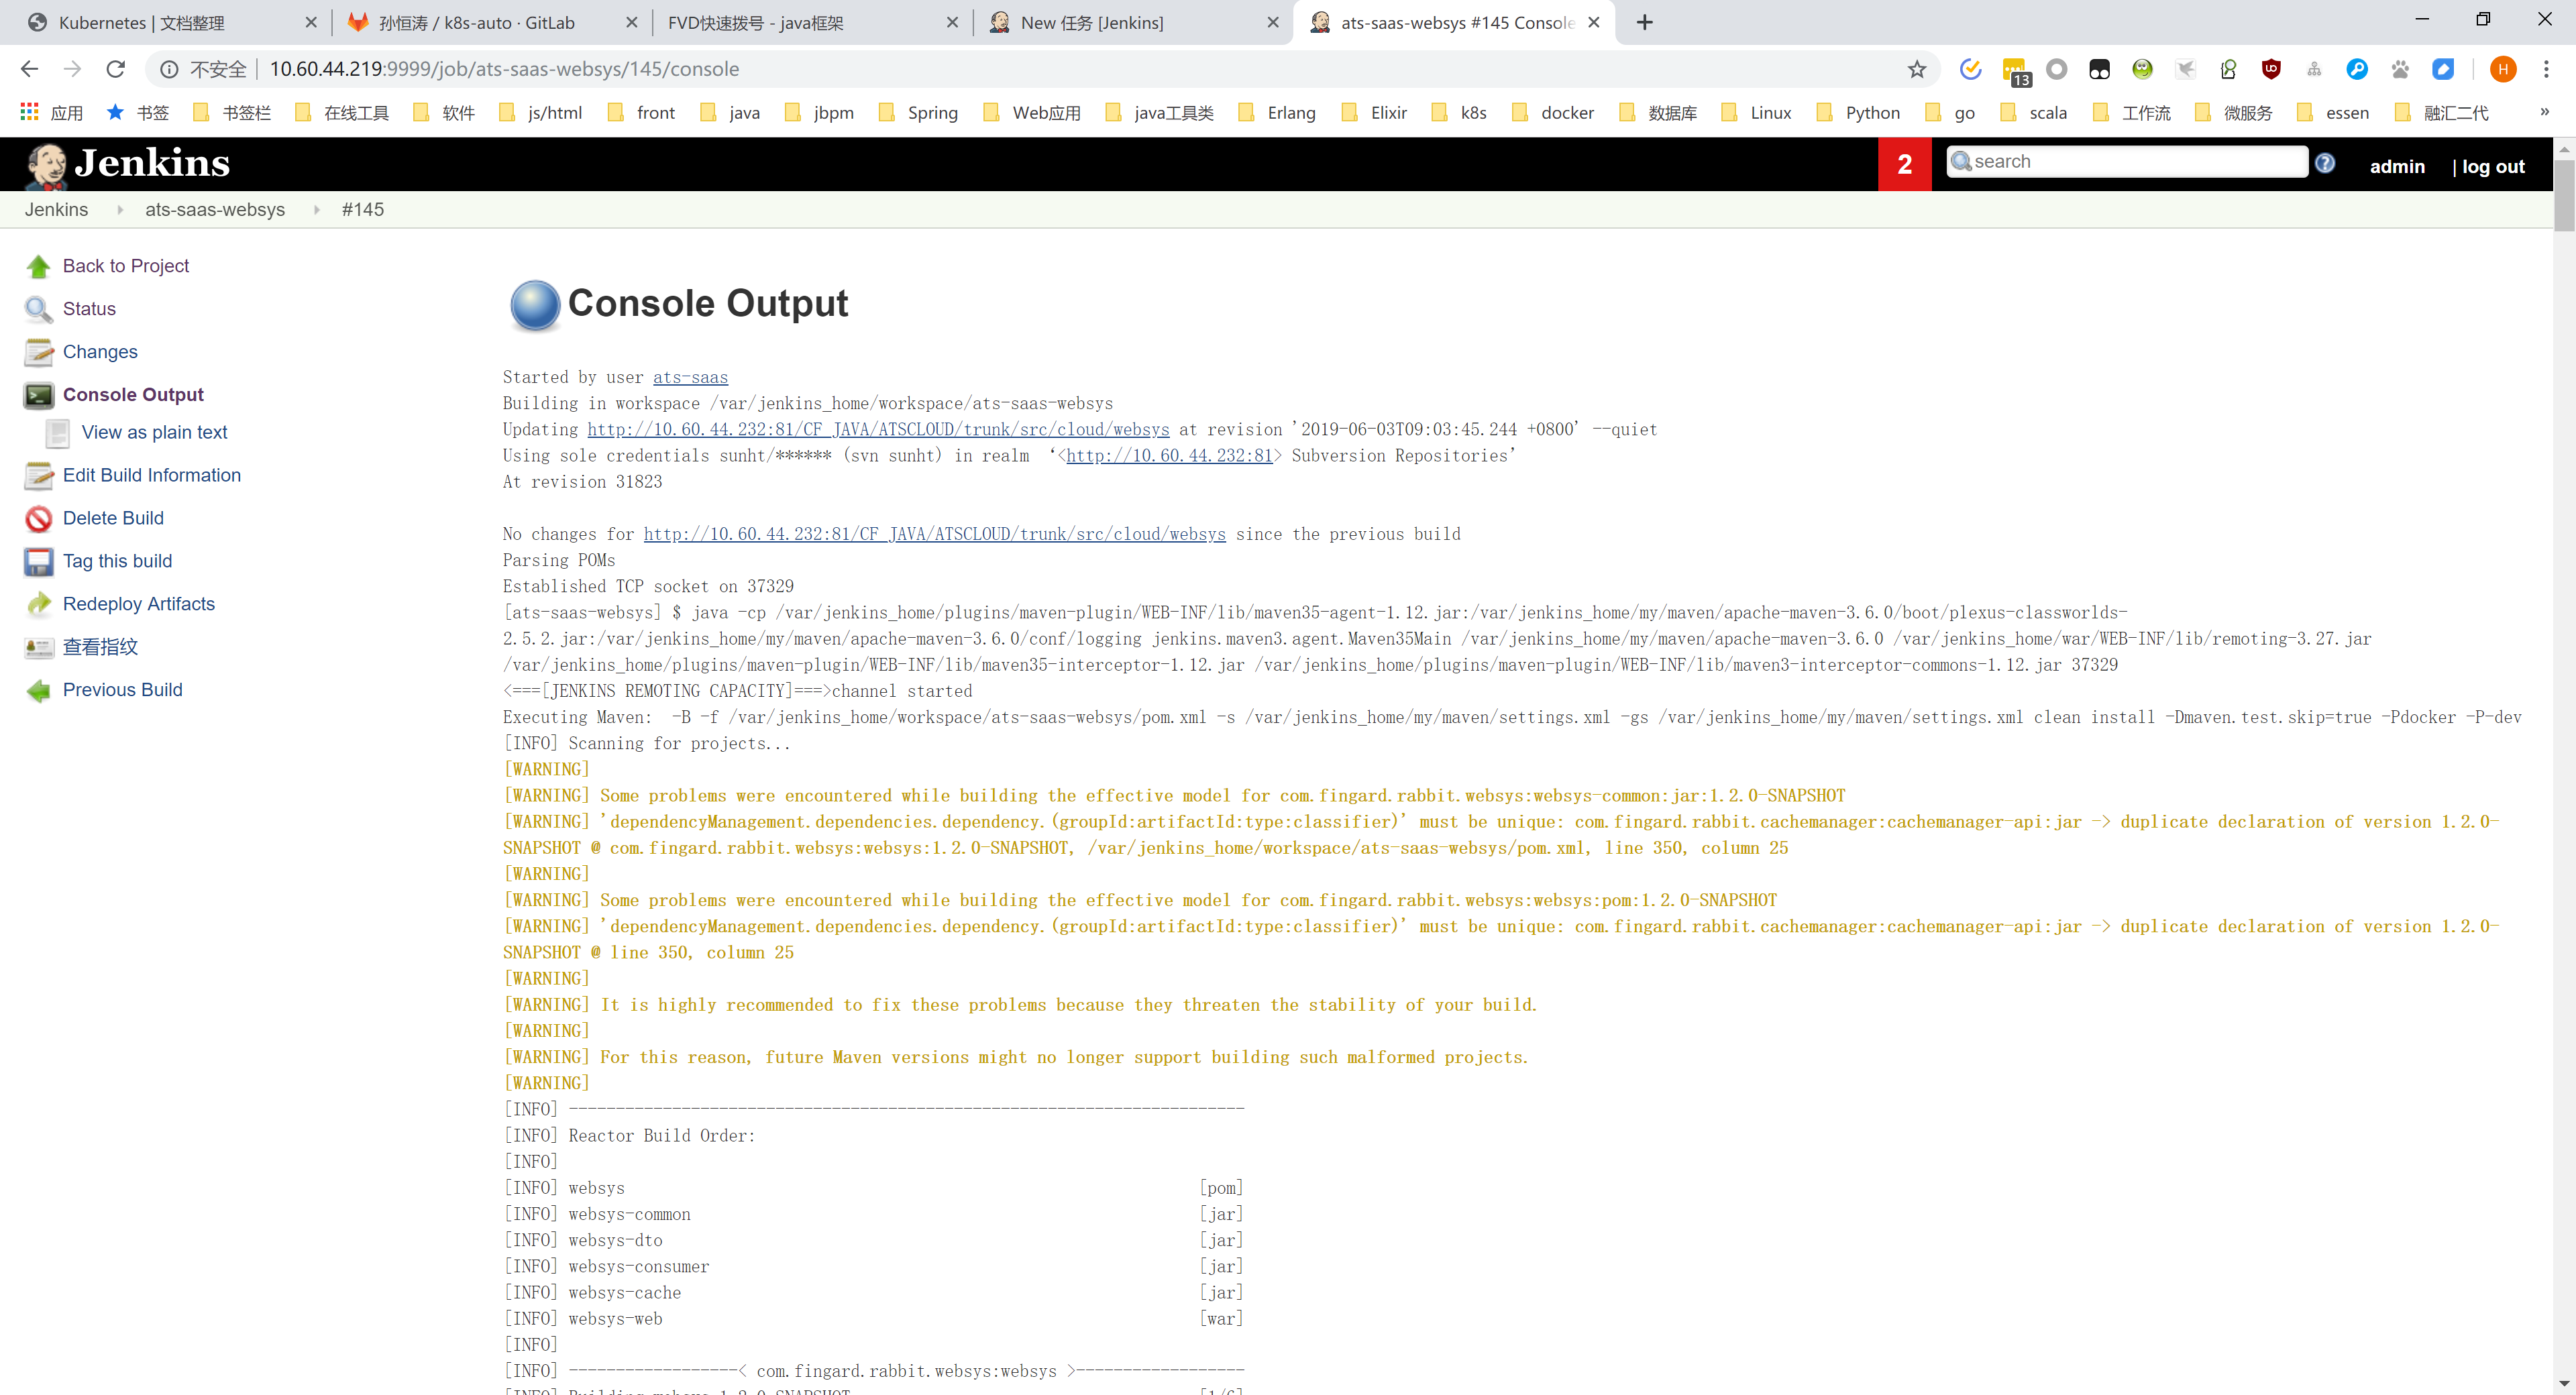 Kubernetes | 文档整理
孙恒涛 / k8s-auto · GitLab
FVD快速拨号 - java框架
New 任务 [Jenkins]
ats-saas-websys #145 Console
不安全 10.60.44.219:9999/job/ats-saas-websys/145/console
13
H
应用 书签 书签栏 在线工具 软件 js/html front java jbpm Spring Web应用 java工具类 Erlang Elixir k8s docker 数据库 Linux Python go scala 工作流 微服务 essen 融汇二代 »
Jenkins
2
search
admin
| log out
Jenkins ats-saas-websys #145
Back to Project
Status
Changes
Console Output
View as plain text
Edit Build Information
Delete Build
Tag this build
Redeploy Artifacts
查看指纹
Previous Build
Console Output
Started by user ats-saas
Building in workspace /var/jenkins_home/workspace/ats-saas-websys
Updating http://10.60.44.232:81/CF_JAVA/ATSCLOUD/trunk/src/cloud/websys at revision '2019-06-03T09:03:45.244 +0800' --quiet
Using sole credentials sunht/****** (svn sunht) in realm ‘<http://10.60.44.232:81> Subversion Repositories’
At revision 31823
No changes for http://10.60.44.232:81/CF_JAVA/ATSCLOUD/trunk/src/cloud/websys since the previous build
Parsing POMs
Established TCP socket on 37329
[ats-saas-websys] $ java -cp /var/jenkins_home/plugins/maven-plugin/WEB-INF/lib/maven35-agent-1.12.jar:/var/jenkins_home/my/maven/apache-maven-3.6.0/boot/plexus-classworlds-
2.5.2.jar:/var/jenkins_home/my/maven/apache-maven-3.6.0/conf/logging jenkins.maven3.agent.Maven35Main /var/jenkins_home/my/maven/apache-maven-3.6.0 /var/jenkins_home/war/WEB-INF/lib/remoting-3.27.jar
/var/jenkins_home/plugins/maven-plugin/WEB-INF/lib/maven35-interceptor-1.12.jar /var/jenkins_home/plugins/maven-plugin/WEB-INF/lib/maven3-interceptor-commons-1.12.jar 37329
<===[JENKINS REMOTING CAPACITY]===>channel started
Executing Maven:  -B -f /var/jenkins_home/workspace/ats-saas-websys/pom.xml -s /var/jenkins_home/my/maven/settings.xml -gs /var/jenkins_home/my/maven/settings.xml clean install -Dmaven.test.skip=true -Pdocker -P-dev
[INFO] Scanning for projects...
[WARNING]
[WARNING] Some problems were encountered while building the effective model for com.fingard.rabbit.websys:websys-common:jar:1.2.0-SNAPSHOT
[WARNING] 'dependencyManagement.dependencies.dependency.(groupId:artifactId:type:classifier)' must be unique: com.fingard.rabbit.cachemanager:cachemanager-api:jar -> duplicate declaration of version 1.2.0-
SNAPSHOT @ com.fingard.rabbit.websys:websys:1.2.0-SNAPSHOT, /var/jenkins_home/workspace/ats-saas-websys/pom.xml, line 350, column 25
[WARNING]
[WARNING] Some problems were encountered while building the effective model for com.fingard.rabbit.websys:websys:pom:1.2.0-SNAPSHOT
[WARNING] 'dependencyManagement.dependencies.dependency.(groupId:artifactId:type:classifier)' must be unique: com.fingard.rabbit.cachemanager:cachemanager-api:jar -> duplicate declaration of version 1.2.0-
SNAPSHOT @ line 350, column 25
[WARNING]
[WARNING] It is highly recommended to fix these problems because they threaten the stability of your build.
[WARNING]
[WARNING] For this reason, future Maven versions might no longer support building such malformed projects.
[WARNING]
[INFO] ------------------------------------------------------------------------
[INFO] Reactor Build Order:
[INFO]
[INFO] websys [pom]
[INFO] websys-common [jar]
[INFO] websys-dto [jar]
[INFO] websys-consumer [jar]
[INFO] websys-cache [jar]
[INFO] websys-web [war]
[INFO]
[INFO] ------------------< com.fingard.rabbit.websys:websys >------------------
[INFO] Building websys 1.2.0-SNAPSHOT [1/6]